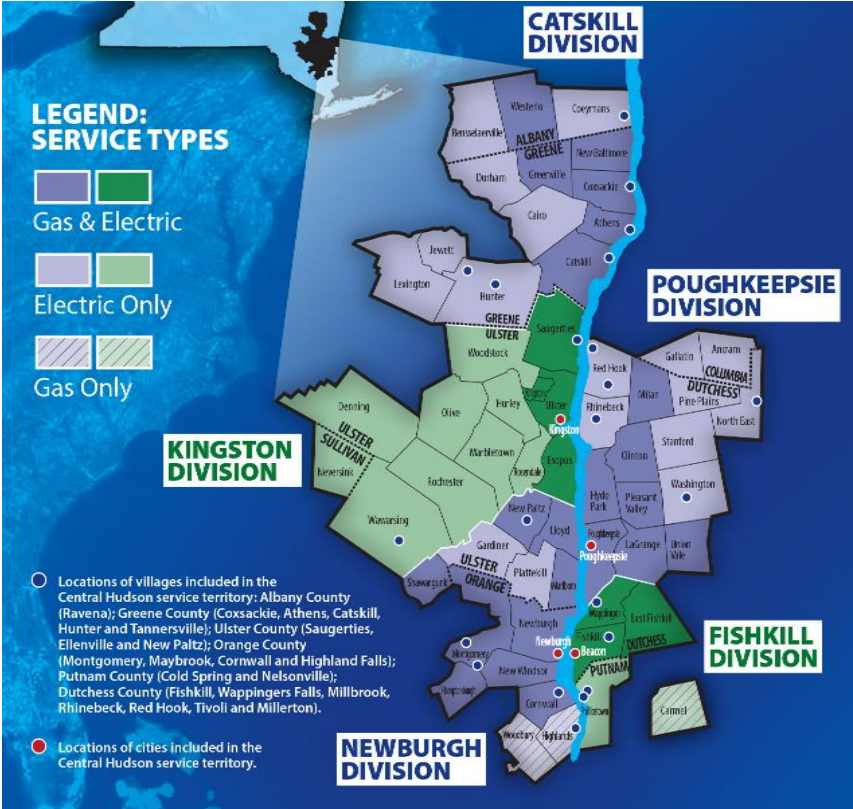 CATSKILL
DIVISION
LEGEND:
SERVICE TYPES
Gas & Electric
Electric Only
Gas Only
Westerlo
Coeymans
Rensselaerville
ALBANY
GREENE
New Baltimore
Durham
Greenville
Coxsackie
Cairo
Athens
Catskill
Jewett
Lexington
Hunter
GREENE
ULSTER
POUGHKEEPSIE
DIVISION
Saugerties
Woodstock
Gallatin
Ancram
COLUMBIA
DUTCHESS
Red Hook
Milan
Pine Plains
North East
Rhinebeck
Denning
Olive
Hurley
Kingston
Ulster
Kingston
ULSTER
SULLIVAN
Neversink
KINGSTON
DIVISION
Marbletown
Rochester
Rosendale
Esopus
Stanford
Clinton
Washington
Wawarsing
Hyde
Park
Pleasant
Valley
New Paltz
Lloyd
Poughkeepsie
Poughkeepsie
LaGrange
Union
Vale
Gardiner
ULSTER
ORANGE
Plattekill
Marlboro
Shawangunk
Locations of villages included in the
Central Hudson service territory: Albany County
(Ravena); Greene County (Coxsackie, Athens, Catskill,
Hunter and Tannersville); Ulster County (Saugerties,
Ellenville and New Paltz); Orange County
(Montgomery, Maybrook, Cornwall and Highland Falls);
Putnam County (Cold Spring and Nelsonville);
Dutchess County (Fishkill, Wappingers Falls, Millbrook,
Rhinebeck, Red Hook, Tivoli and Millerton).
Locations of cities included in the
Central Hudson service territory.
Wappinger
East Fishkill
Newburgh
Fishkill
DUTCHESS
Newburgh
Beacon
PUTNAM
FISHKILL
DIVISION
Montgomery
New Windsor
Hamptonburgh
Cornwall
Philipstown
Carmel
Woodbury
Highlands
NEWBURGH
DIVISION